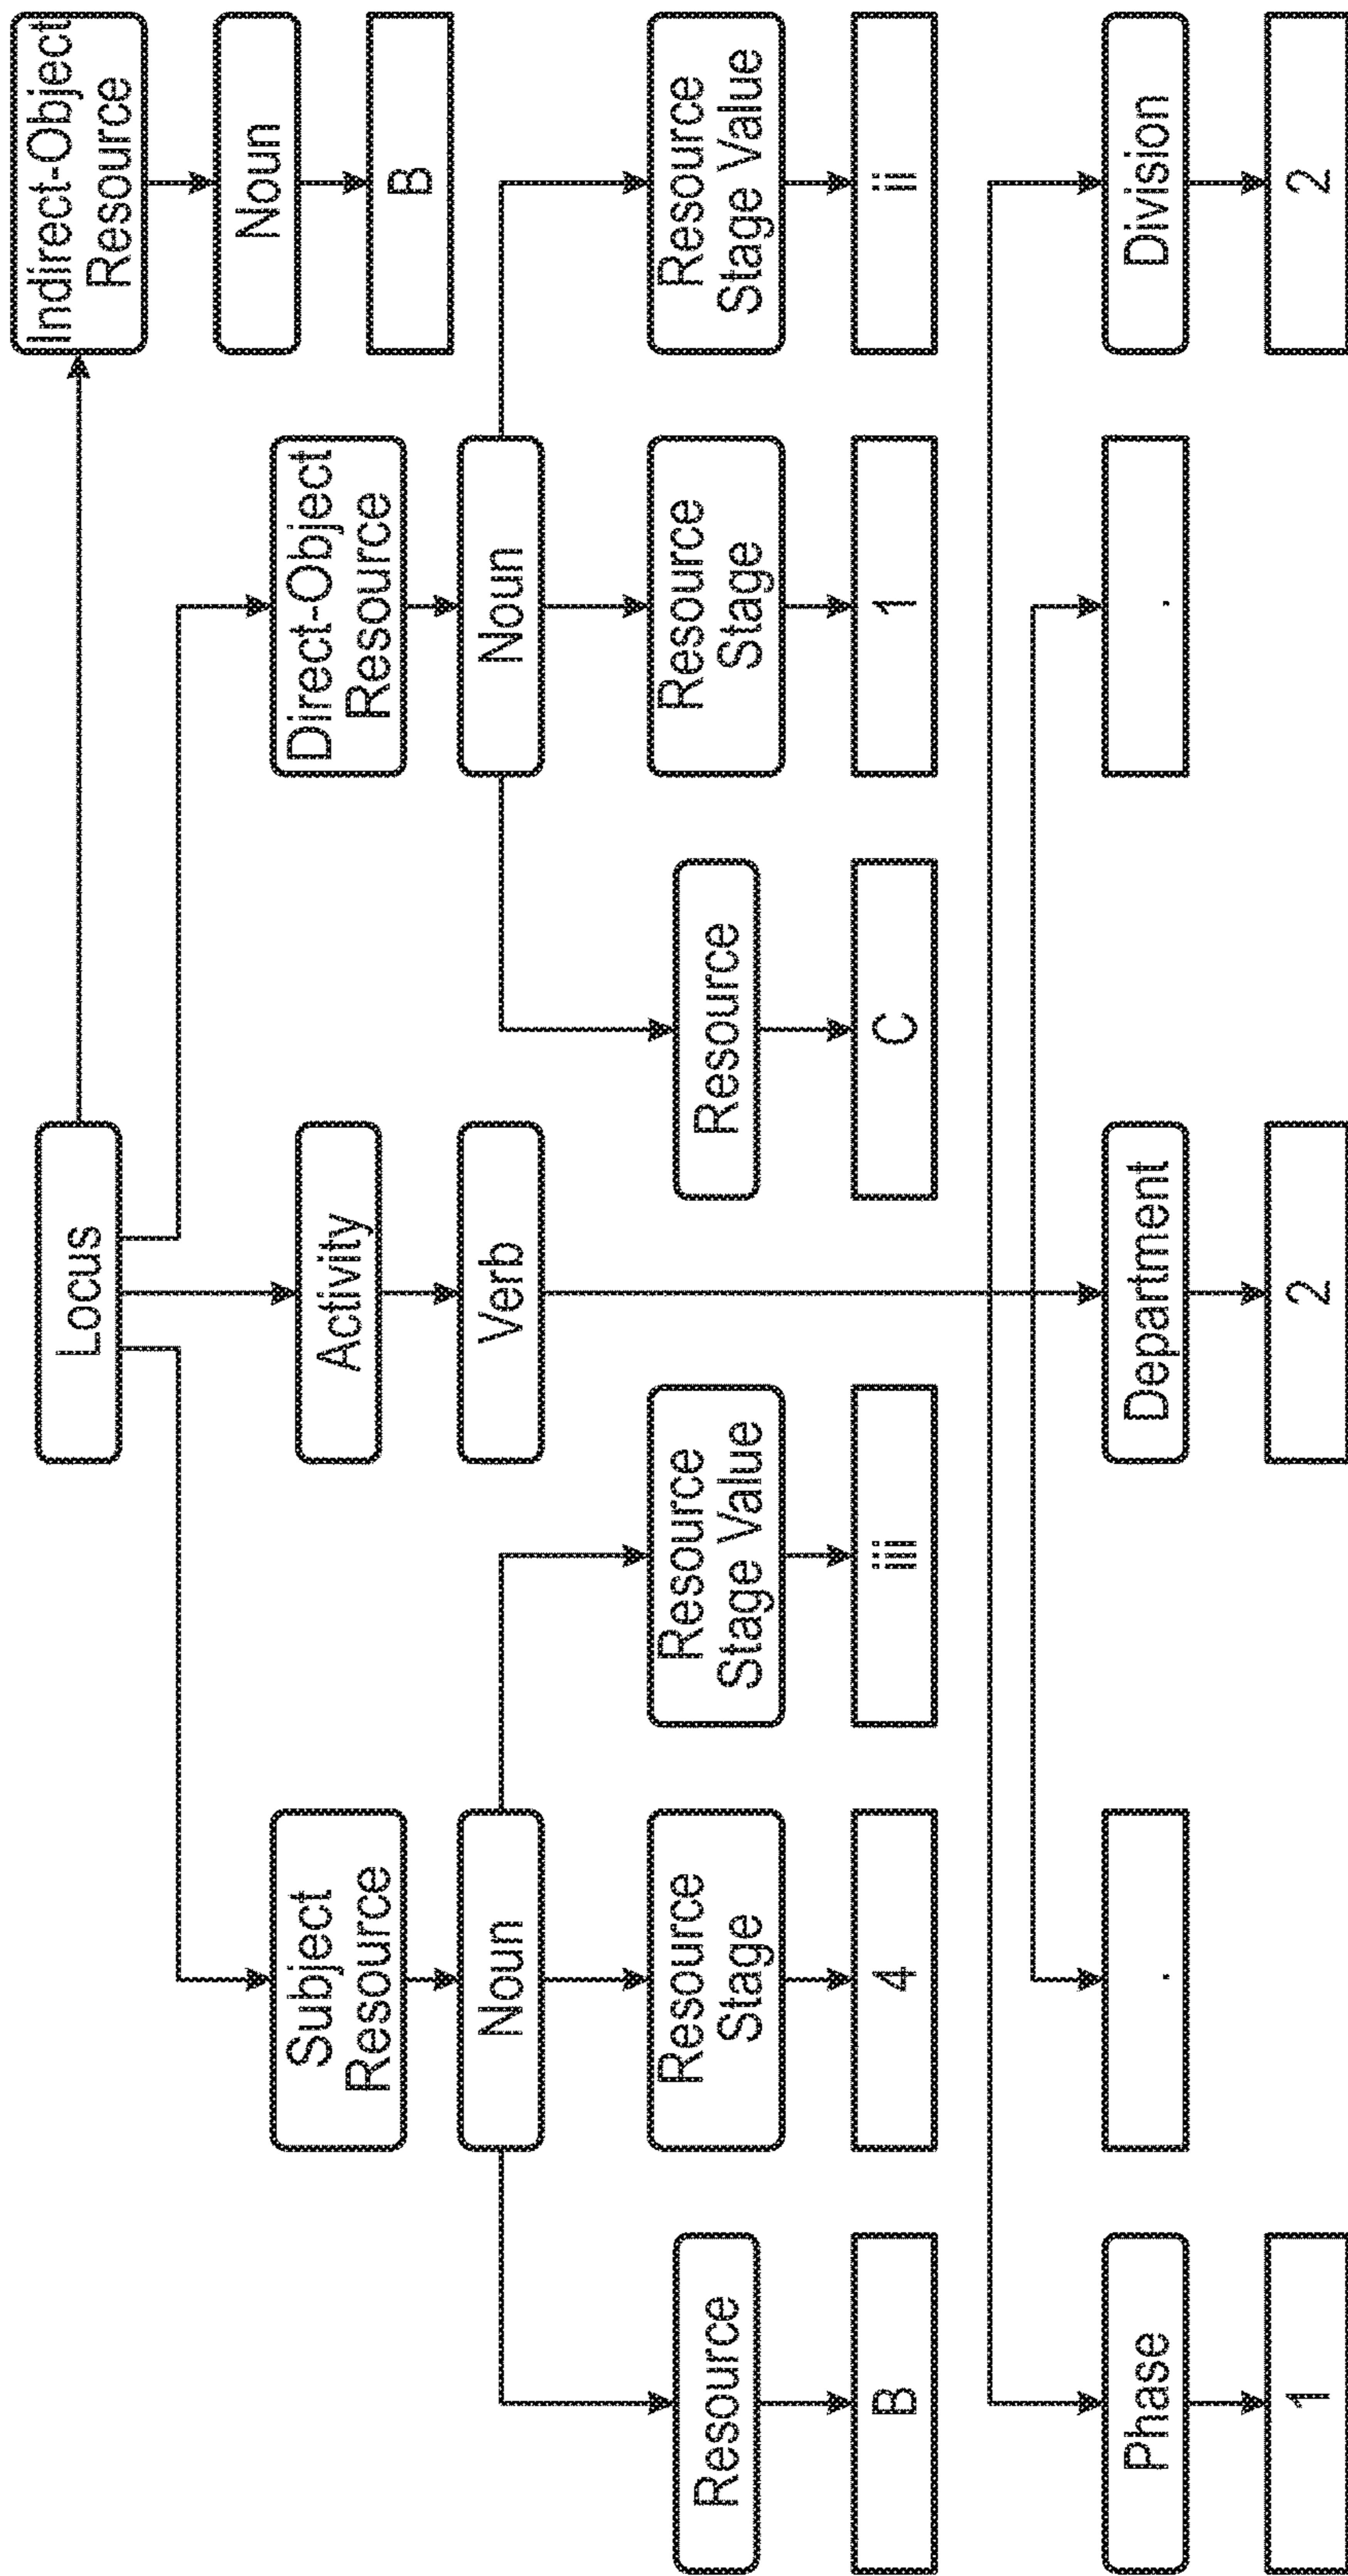 Locus
Indirect-Object
Resource
Noun
B
Subject
Resource
Activity
Direct-Object
Resource
Noun
Verb
Noun
Resource
Resource
Stage
Resource
Stage Value
Resource
Resource
Stage
Resource
Stage Value
B
4
iii
C
1
ii
Phase
.
Department
.
Division
1
2
2